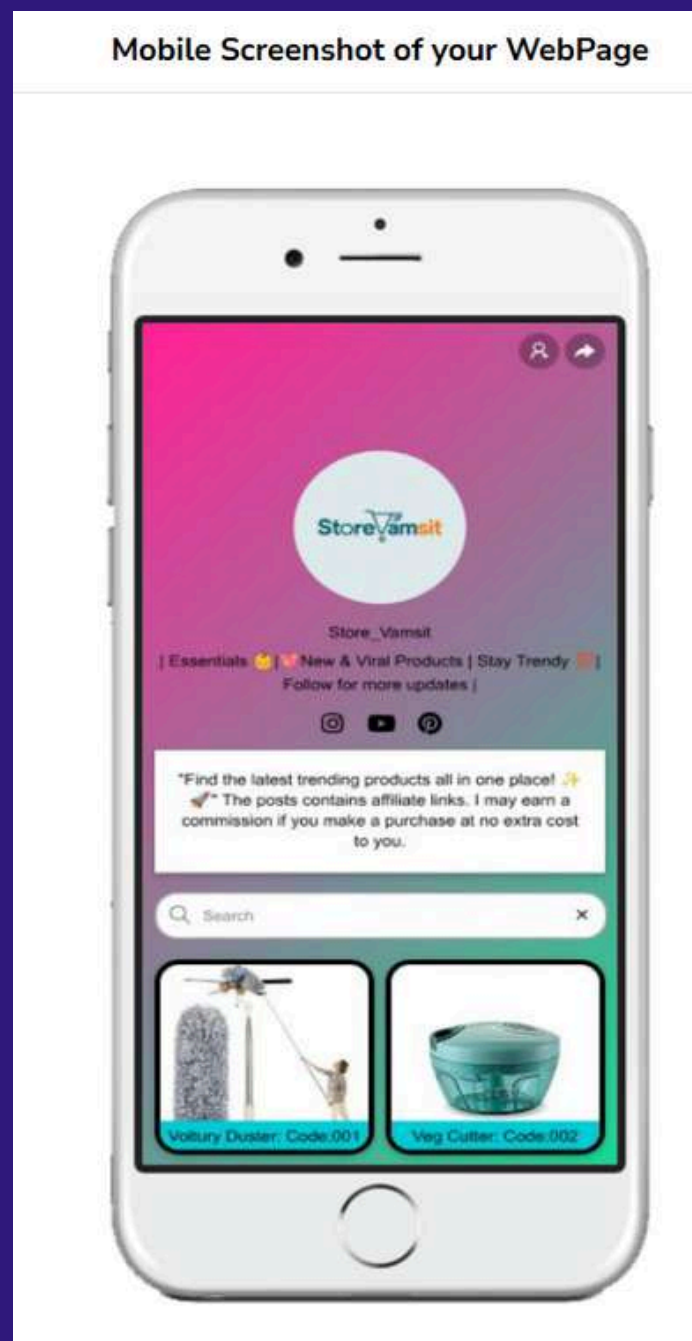 Mobile Screenshot of your WebPage
StoreVamsit
Store_Vamsit
| Essentials 👶|💖New & Viral Products | Stay Trendy 💯|
Follow for more updates |
"Find the latest trending products all in one place! ✨
🚀" The posts contains affiliate links. I may earn a
commission if you make a purchase at no extra cost
to you.
Search
Voltury Duster: Code:001
Veg Cutter: Code:002